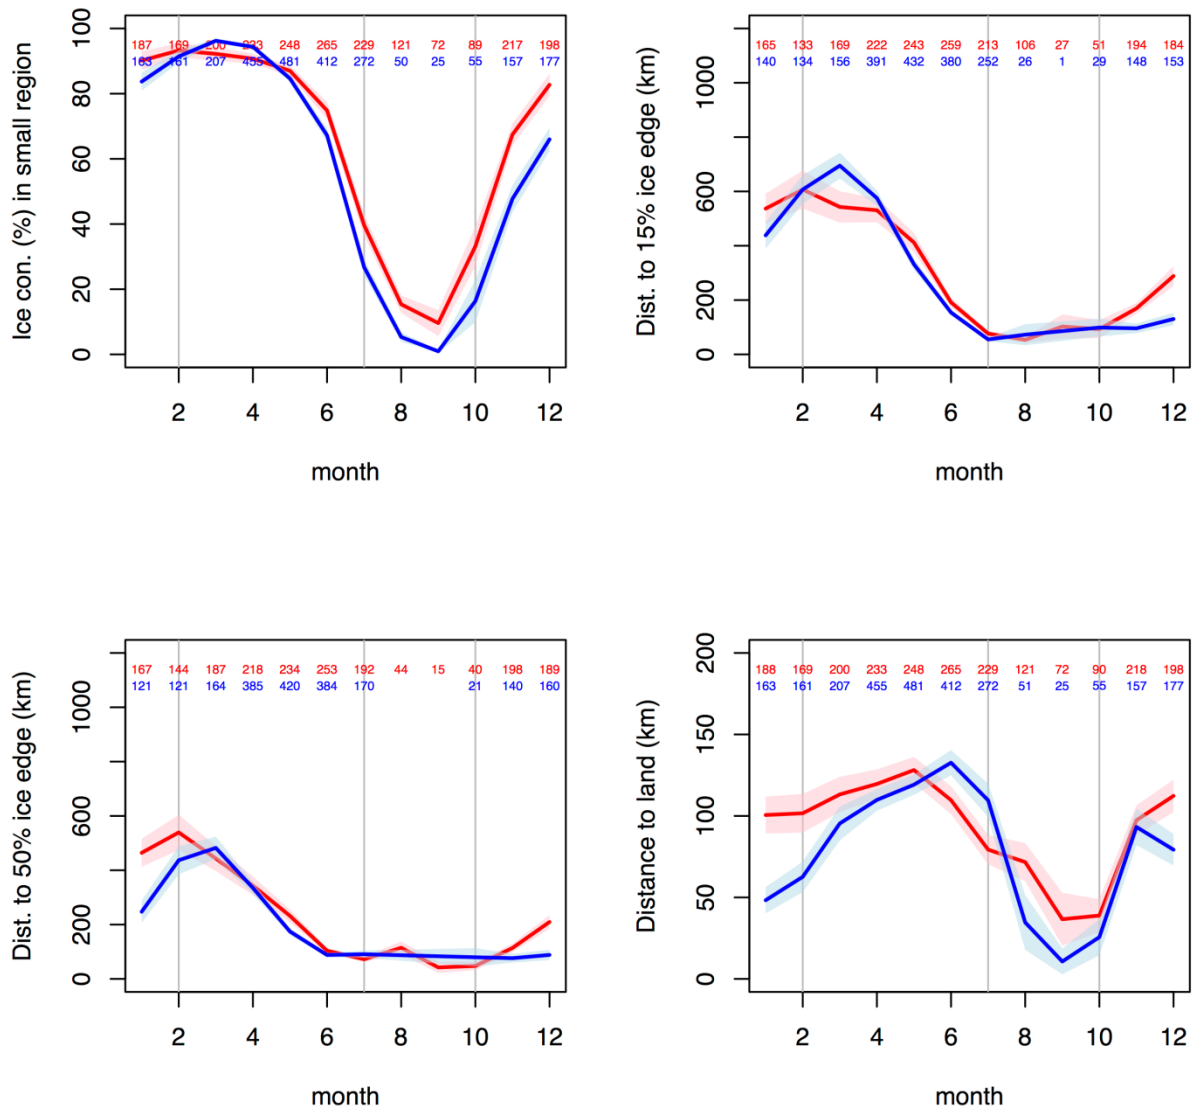 Ice con. (%) in small region
100
80
60
40
20
0
187 169 200 233 248 265 229 121 72 89 217 198
163 161 207 455 481 412 272 50 25 55 157 177
2 4 6 8 10 12
month
Dist. to 15% ice edge (km)
1000
600
200
0
165 133 169 222 243 259 213 106 27 51 194 184
140 134 156 391 432 380 252 26 1 29 148 153
2 4 6 8 10 12
month
Dist. to 50% ice edge (km)
1000
600
200
0
167 144 187 218 234 253 192 44 15 40 198 189
121 121 164 385 420 384 170 21 140 160
2 4 6 8 10 12
month
Distance to land (km)
200
150
100
50
0
188 169 200 233 248 265 229 121 72 90 218 198
163 161 207 455 481 412 272 51 25 55 157 177
2 4 6 8 10 12
month